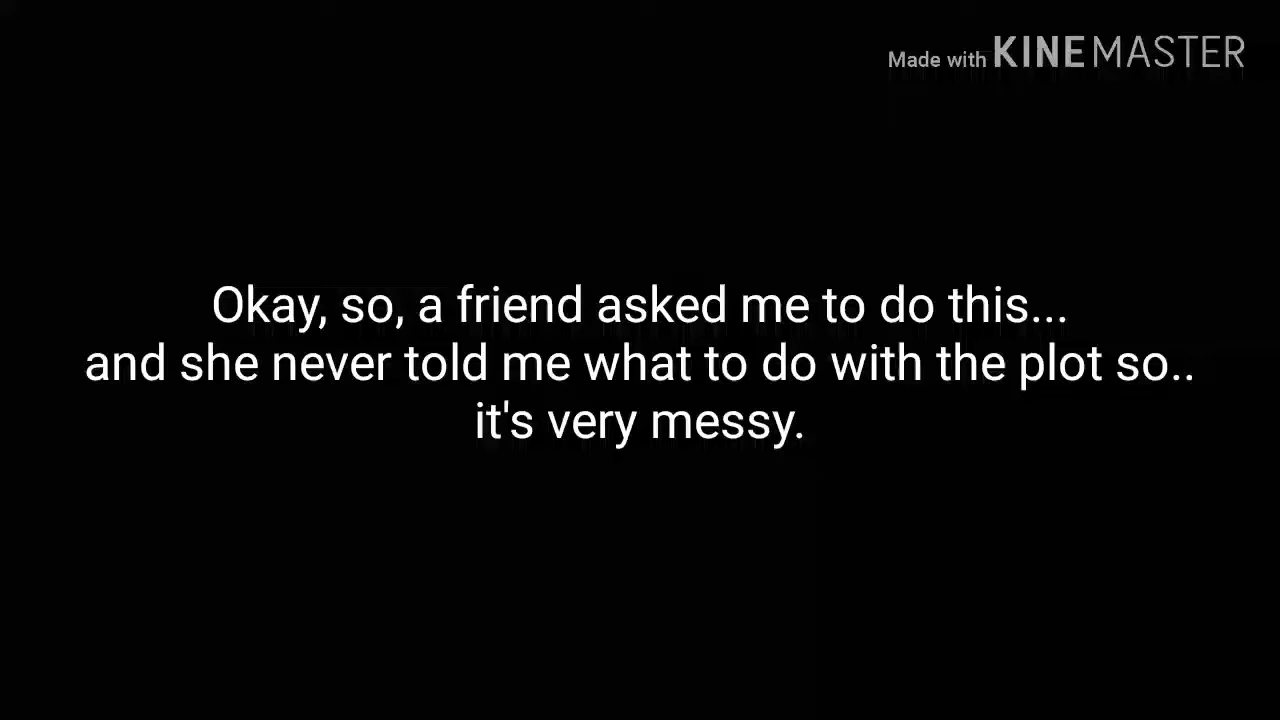 Made with KINEMASTER
Okay, so, a friend asked me to do this...
and she never told me what to do with the plot so..
it's very messy.